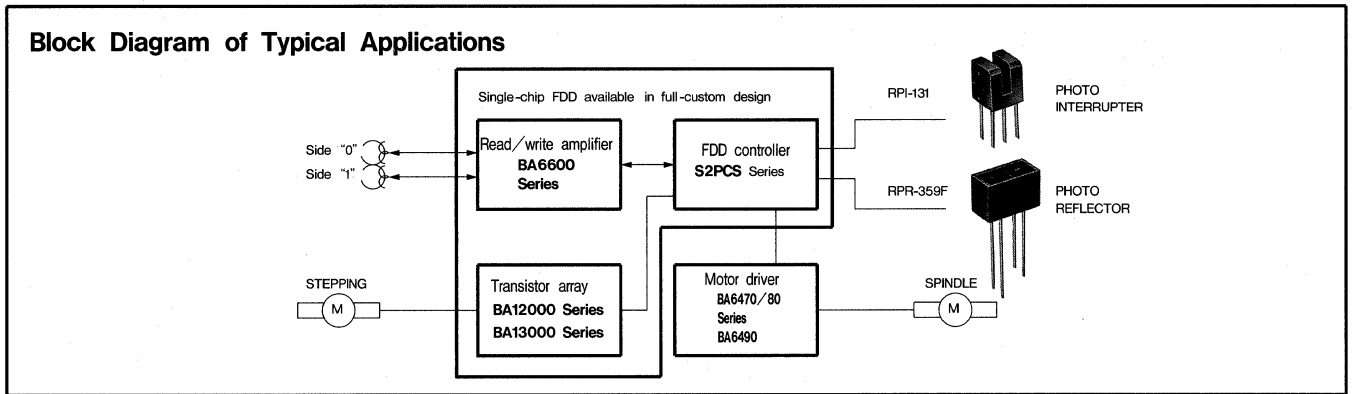 Block Diagram of Typical Applications
Single-chip FDD available in full-custom design
Side "0"
Side "1"
Read/write amplifier
BA6600
Series
FDD controller
S2PCS Series
RPI-131
PHOTO
INTERRUPTER
RPR-359F
PHOTO
REFLECTOR
STEPPING
M
Transistor array
BA12000 Series
BA13000 Series
Motor driver
BA6470/80
Series
BA6490
SPINDLE
M